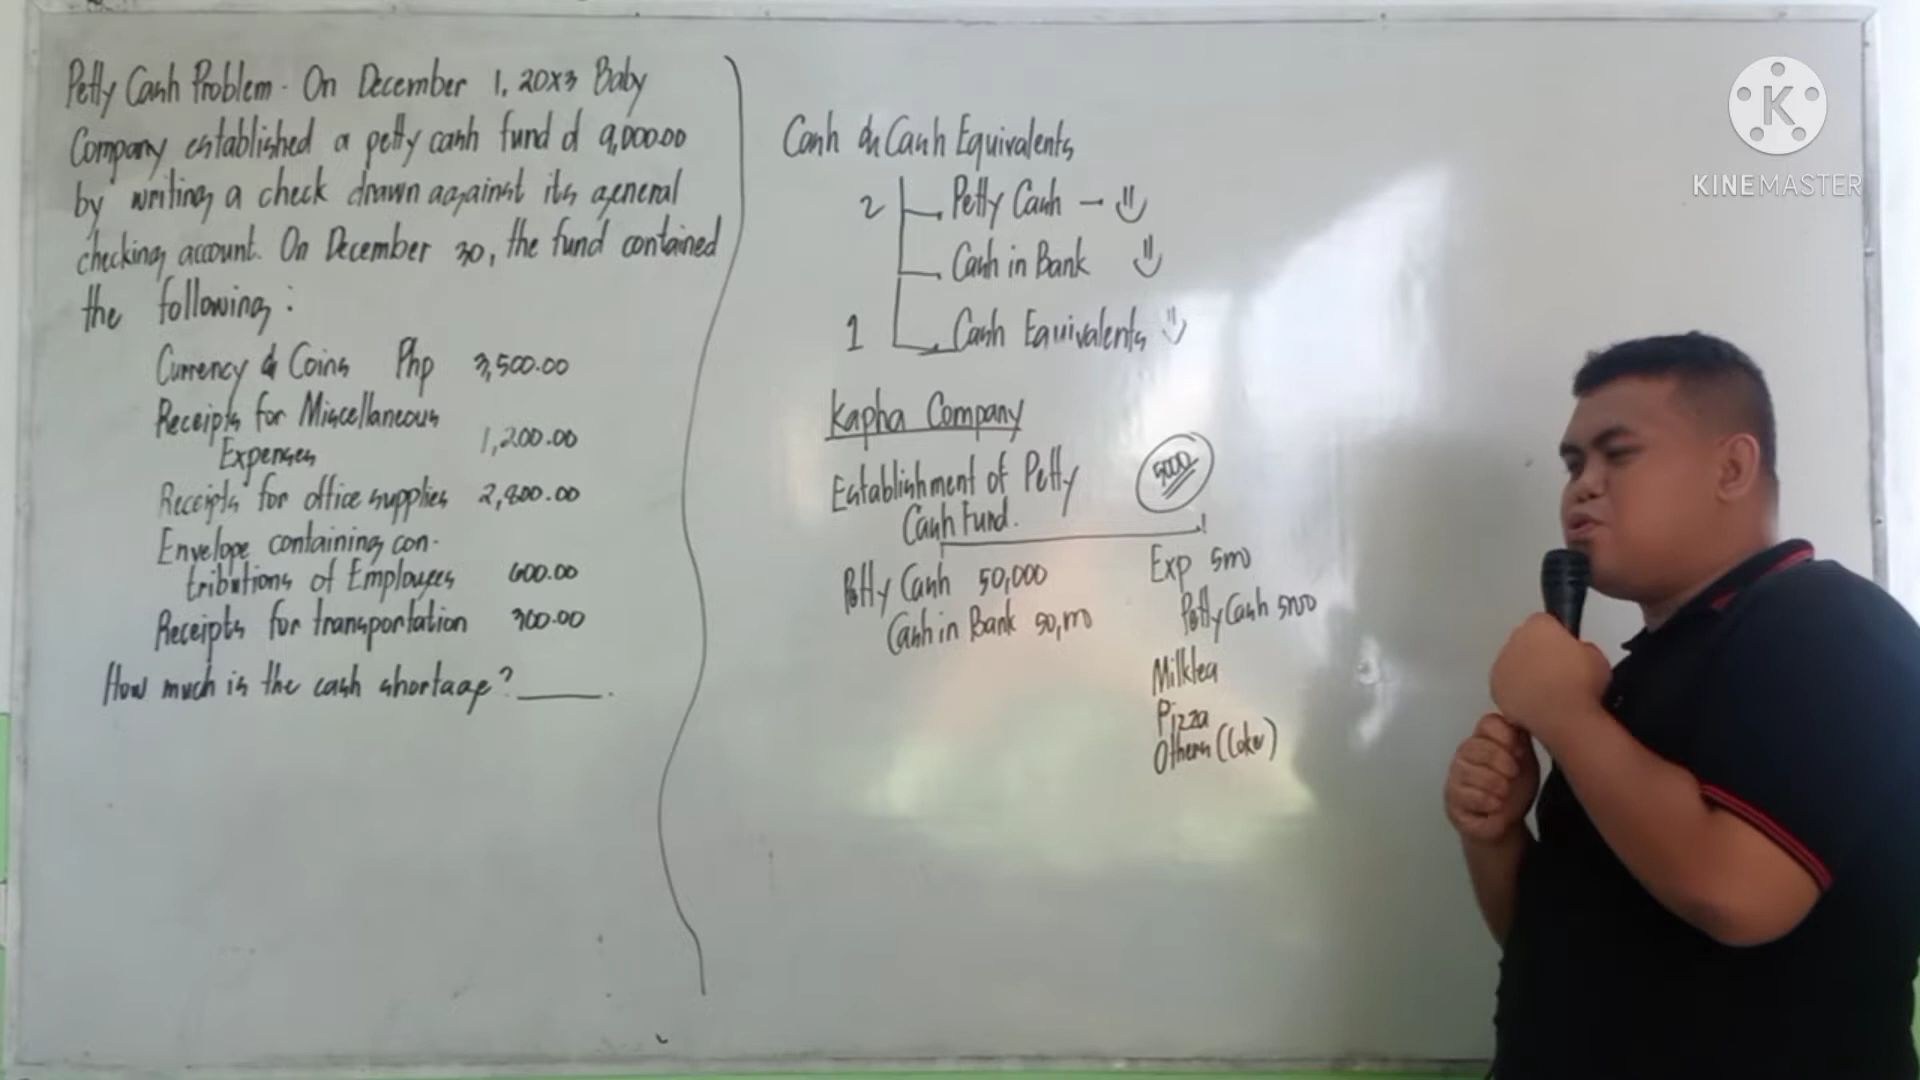 Petty Cash Problem - On December 1, 20x3 Baby
Company established a petty cash fund of 9,000.00
by writing a check drawn against its general
checking account. On December 30, the fund contained
the following:
Currency & Coins Php 3,500.00
Receipts for Miscellaneous
Expenses 1,200.00
Receipts for office supplies 2,800.00
Envelope containing con-
tributions of Employees 600.00
Receipts for transportation 300.00
How much is the cash shortage? ______.
Cash & Cash Equivalents
2 Petty Cash -
Cash in Bank
1 Cash Equivalents
Kapha Company
Establishment of Petty
Cash Fund.
5000
Petty Cash 50,000
Cash in Bank 50,000
Exp 5000
Petty Cash 5000
Milktea
Pizza
Others (Coke)
K
KINEMASTER